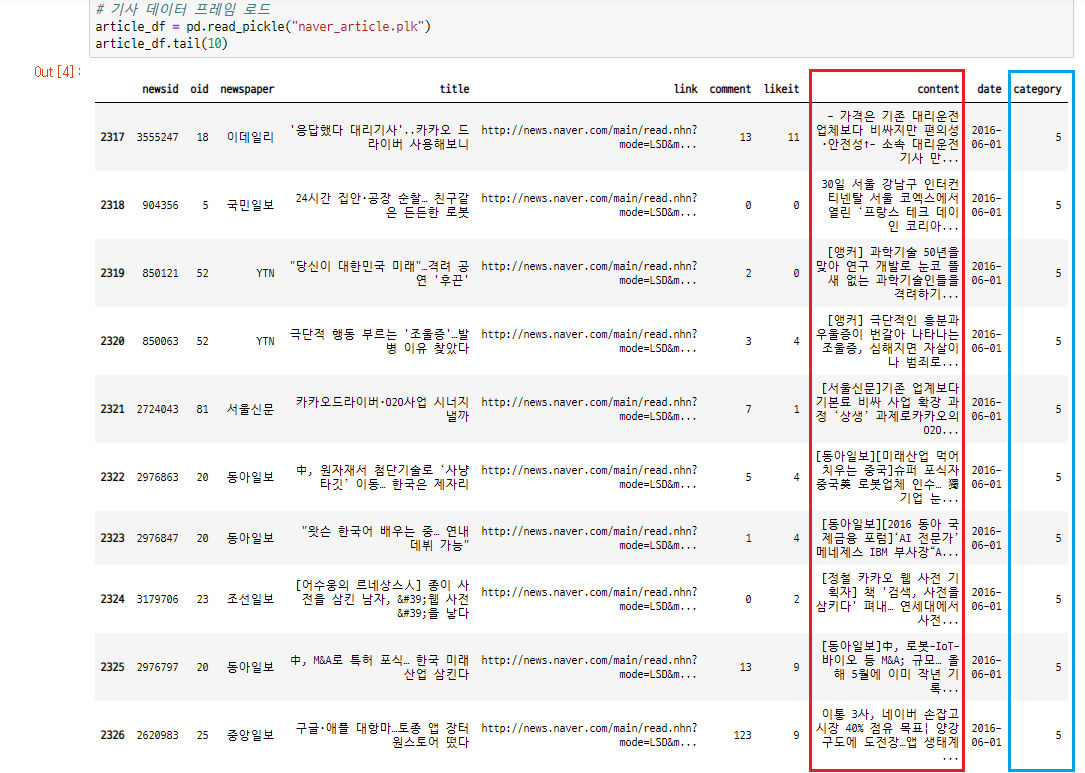 # 기사 데이터 프레임 로드
article_df = pd.read_pickle("naver_article.plk")
article_df.tail(10)
Out[4]:
newsid oid newspaper title link comment likeit content date category
2317 3555247 18 이데일리 '응답했다 대리기사'..카카오 드라이버 사용해보니 http://news.naver.com/main/read.nhn?mode=LSD&m... 13 11 - 가격은 기존 대리운전 업체보다 비싸지만 편의성·안전성↑- 소속 대리운전 기사 만... 2016-06-01 5
2318 904356 5 국민일보 24시간 집안·공장 순찰… 친구같은 든든한 로봇 http://news.naver.com/main/read.nhn?mode=LSD&m... 0 0 30일 서울 강남구 인터컨티넨탈 서울 코엑스에서 열린 ‘프랑스 테크 데이 인 코리아... 2016-06-01 5
2319 850121 52 YTN "당신이 대한민국 미래"…격려 공연 '후끈' http://news.naver.com/main/read.nhn?mode=LSD&m... 2 0 [앵커] 과학기술 50년을 맞아 연구 개발로 눈코 뜰 새 없는 과학기술인들을 격려하기... 2016-06-01 5
2320 850063 52 YTN 극단적 행동 부르는 '조울증'…발병 이유 찾았다 http://news.naver.com/main/read.nhn?mode=LSD&m... 3 4 [앵커] 극단적인 흥분과 우울증이 번갈아 나타나는 조울증, 심해지면 자살이나 범죄로... 2016-06-01 5
2321 2724043 81 서울신문 카카오드라이버·O2O사업 시너지 낼까 http://news.naver.com/main/read.nhn?mode=LSD&m... 7 1 [서울신문]기존 업계보다 기본료 비싸 사업 확장 과정 ‘상생’ 과제로카카오의 O2O... 2016-06-01 5
2322 2976863 20 동아일보 中, 원자재서 첨단기술로 ‘사냥타깃’ 이동… 한국은 제자리 http://news.naver.com/main/read.nhn?mode=LSD&m... 5 4 [동아일보][미래산업 먹어치우는 중국]슈퍼 포식자 중국英 로봇업체 인수… 獨기업 눈... 2016-06-01 5
2323 2976847 20 동아일보 "왓슨 한국어 배우는 중… 연내 데뷔 가능" http://news.naver.com/main/read.nhn?mode=LSD&m... 1 4 [동아일보][2016 동아 국제금융 포럼]‘AI 전문가’ 메네제스 IBM 부사장“A... 2016-06-01 5
2324 3179706 23 조선일보 [어수웅의 르네상스人] 종이 사전을 삼킨 남자, &#39;웹 사전&#39;을 낳다 http://news.naver.com/main/read.nhn?mode=LSD&m... 0 2 [정철 카카오 웹 사전 기획자] 책 '검색, 사전을 삼키다' 펴내… 연세대에서 사전... 2016-06-01 5
2325 2976797 20 동아일보 中, M&A로 특허 포식… 한국 미래산업 삼킨다 http://news.naver.com/main/read.nhn?mode=LSD&m... 13 9 [동아일보]中, 로봇-IoT-바이오 등 M&A; 규모… 올해 5월에 이미 작년 기록... 2016-06-01 5
2326 2620983 25 중앙일보 구글·애플 대항마…토종 앱 장터 원스토어 떴다 http://news.naver.com/main/read.nhn?mode=LSD&m... 123 9 이통 3사, 네이버 손잡고 시장 40% 점유 목표¦ 양강구도에 도전장…앱 생태계 ... 2016-06-01 5